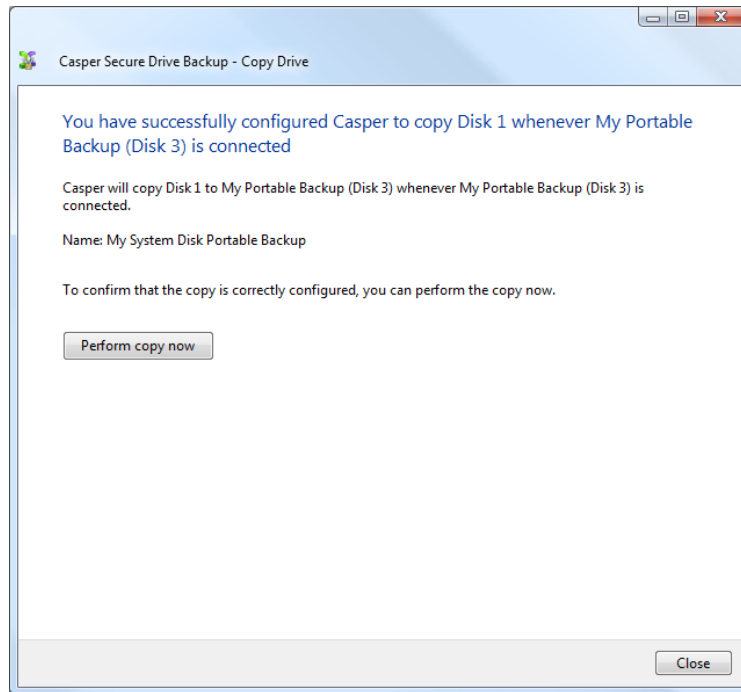 Casper Secure Drive Backup - Copy Drive
You have successfully configured Casper to copy Disk 1 whenever My Portable
Backup (Disk 3) is connected
Casper will copy Disk 1 to My Portable Backup (Disk 3) whenever My Portable Backup (Disk 3) is
connected.
Name: My System Disk Portable Backup
To confirm that the copy is correctly configured, you can perform the copy now.
Perform copy now
Close